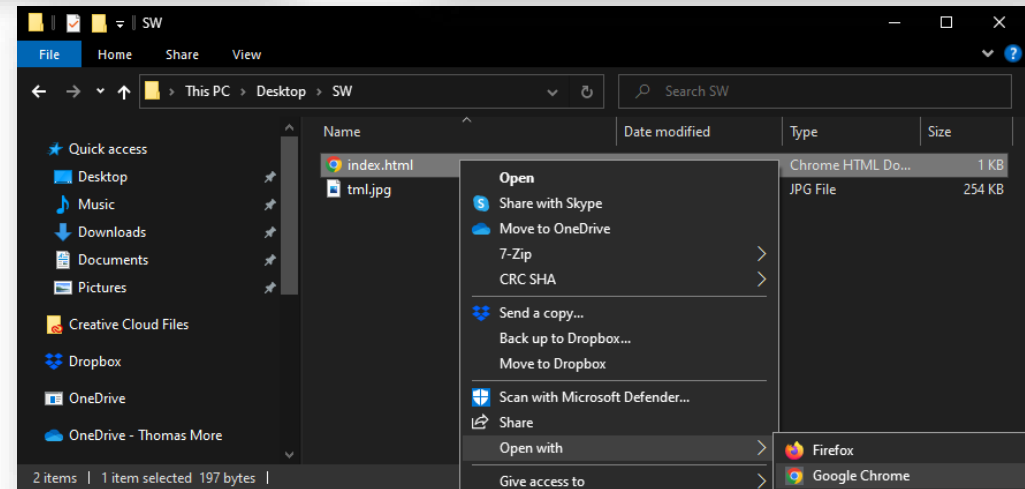 SW
File Home Share View
This PC > Desktop > SW
Search SW
Name Date modified Type Size
Quick access
Desktop
Music
Downloads
Documents
Pictures
Creative Cloud Files
Dropbox
OneDrive
OneDrive - Thomas More
index.html Chrome HTML Do... 1 KB
tml.jpg JPG File 254 KB
Open
Share with Skype
Move to OneDrive
7-Zip
CRC SHA
Send a copy...
Back up to Dropbox...
Move to Dropbox
Scan with Microsoft Defender...
Share
Open with
Give access to
Firefox
Google Chrome
2 items | 1 item selected 197 bytes |